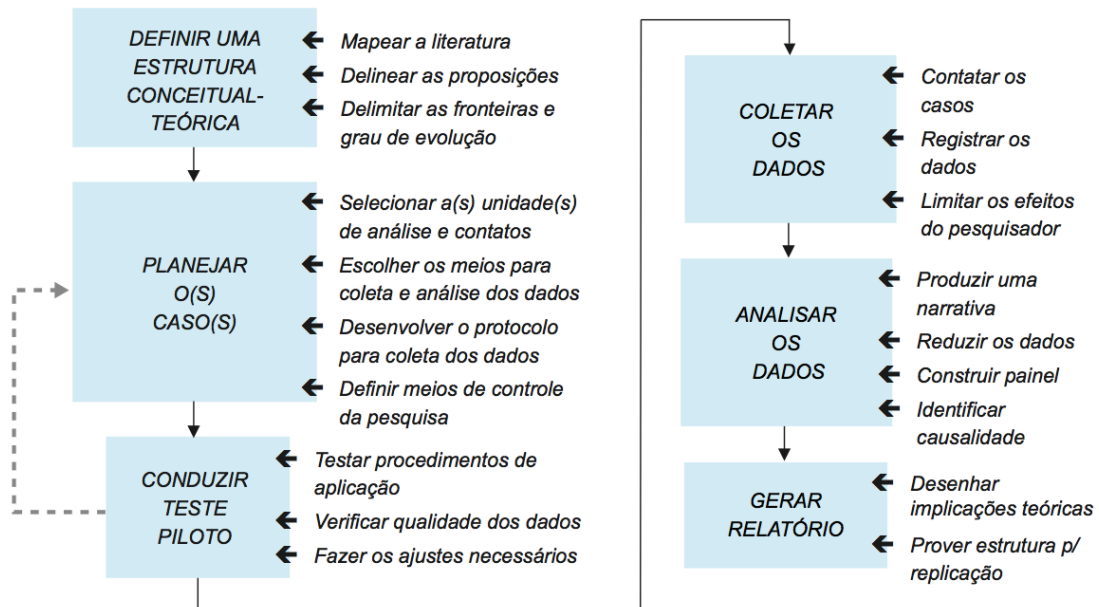 DEFINIR UMA
ESTRUTURA
CONCEITUAL-
TEÓRICA
Mapear a literatura
Delinear as proposições
Delimitar as fronteiras e
grau de evolução
PLANEJAR
O(S)
CASO(S)
Selecionar a(s) unidade(s)
de análise e contatos
Escolher os meios para
coleta e análise dos dados
Desenvolver o protocolo
para coleta dos dados
Definir meios de controle
da pesquisa
CONDUZIR
TESTE
PILOTO
Testar procedimentos de
aplicação
Verificar qualidade dos dados
Fazer os ajustes necessários
COLETAR
OS
DADOS
Contatar os
casos
Registrar os
dados
Limitar os efeitos
do pesquisador
ANALISAR
OS
DADOS
Produzir uma
narrativa
Reduzir os dados
Construir painel
Identificar
causalidade
GERAR
RELATÓRIO
Desenhar
implicações teóricas
Prover estrutura p/
replicação